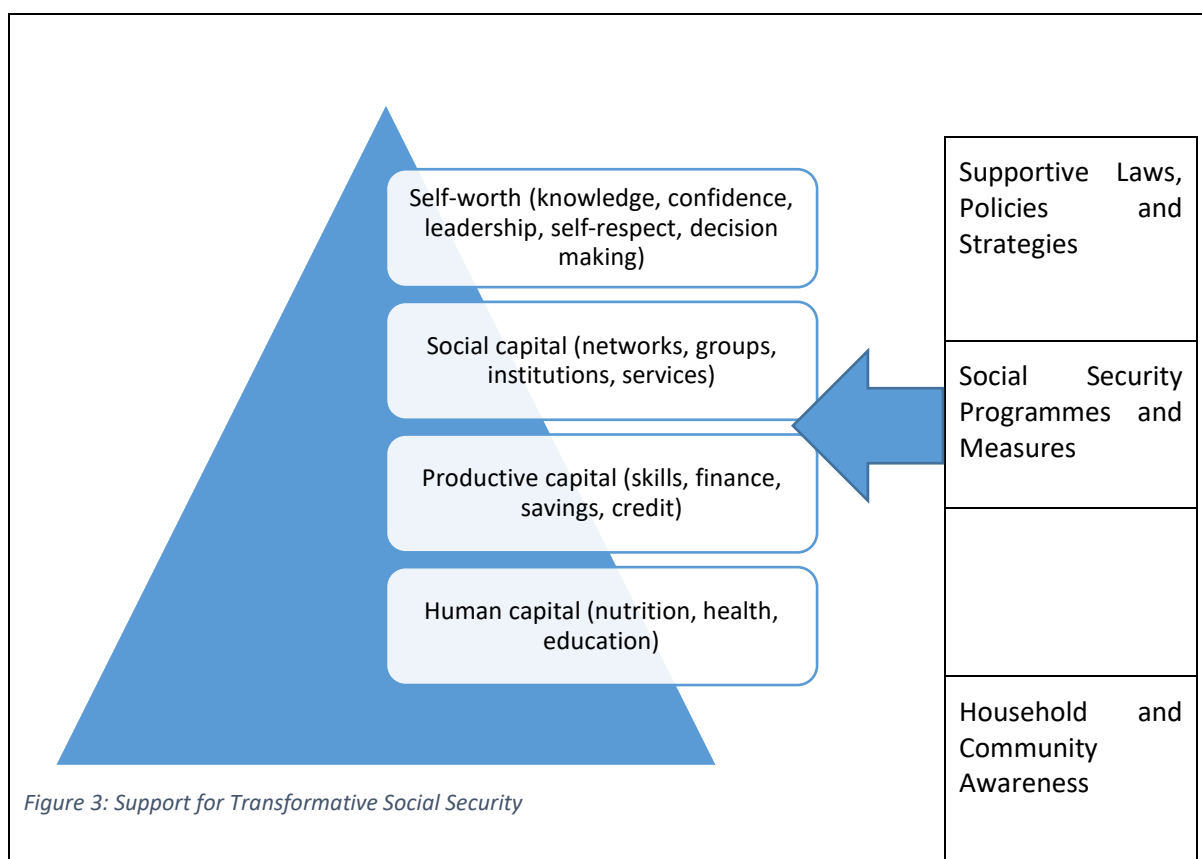 Self-worth (knowledge, confidence,
leadership, self-respect, decision
making)
Social capital (networks, groups,
institutions, services)
Productive capital (skills, finance,
savings, credit)
Human capital (nutrition, health,
education)
Supportive Laws,
Policies and
Strategies
Social Security
Programmes and
Measures
Household and
Community
Awareness
Figure 3: Support for Transformative Social Security